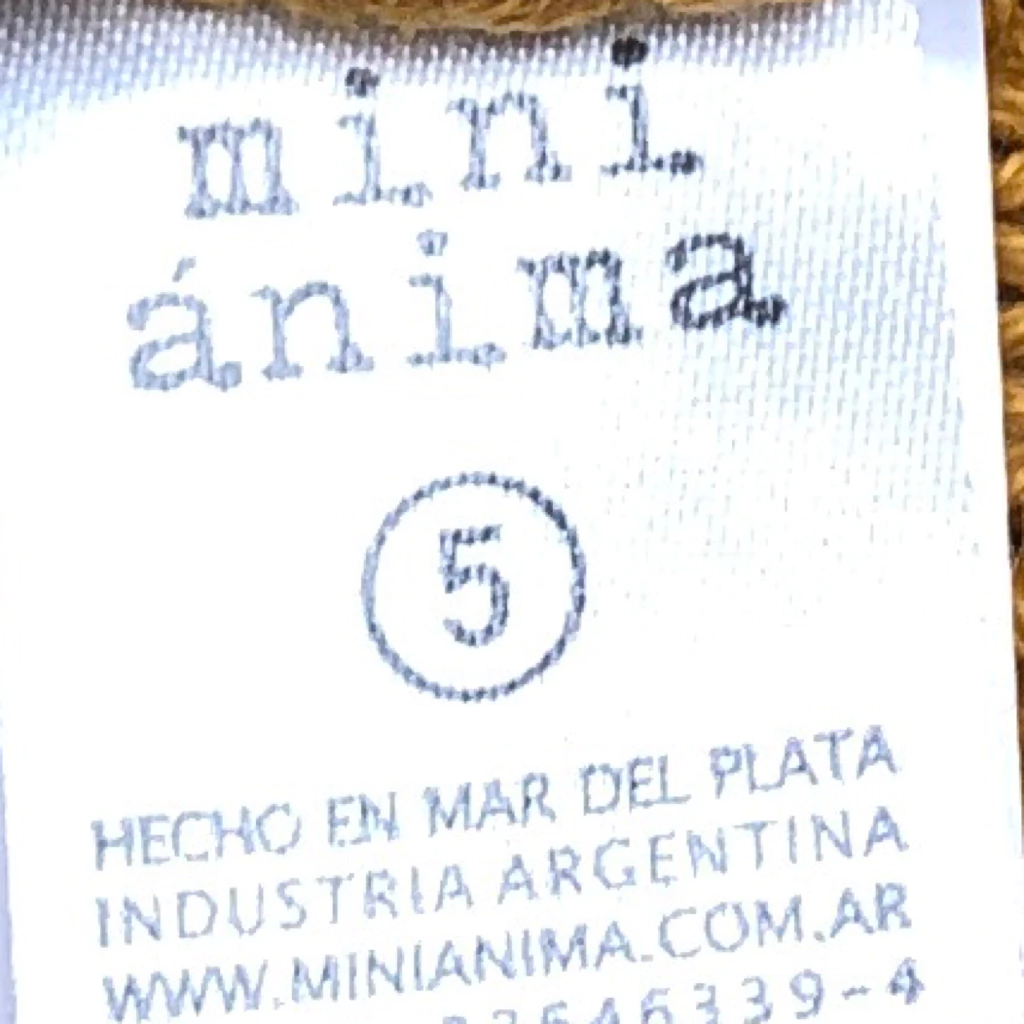 mini
ánima
5
HECHO EN MAR DEL PLATA
INDUSTRIA ARGENTINA
WWW.MINIANIMA.COM.AR